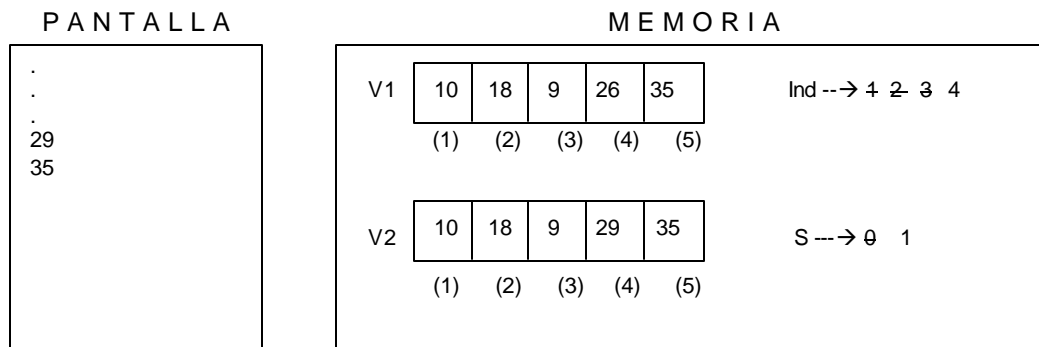 PANTALLA
MEMORIA
.
.
.
29
35
V1 10 18 9 26 35
Ind --→ 1 2 3 4
(1) (2) (3) (4) (5)
V2 10 18 9 29 35
S ---→ 0 1
(1) (2) (3) (4) (5)